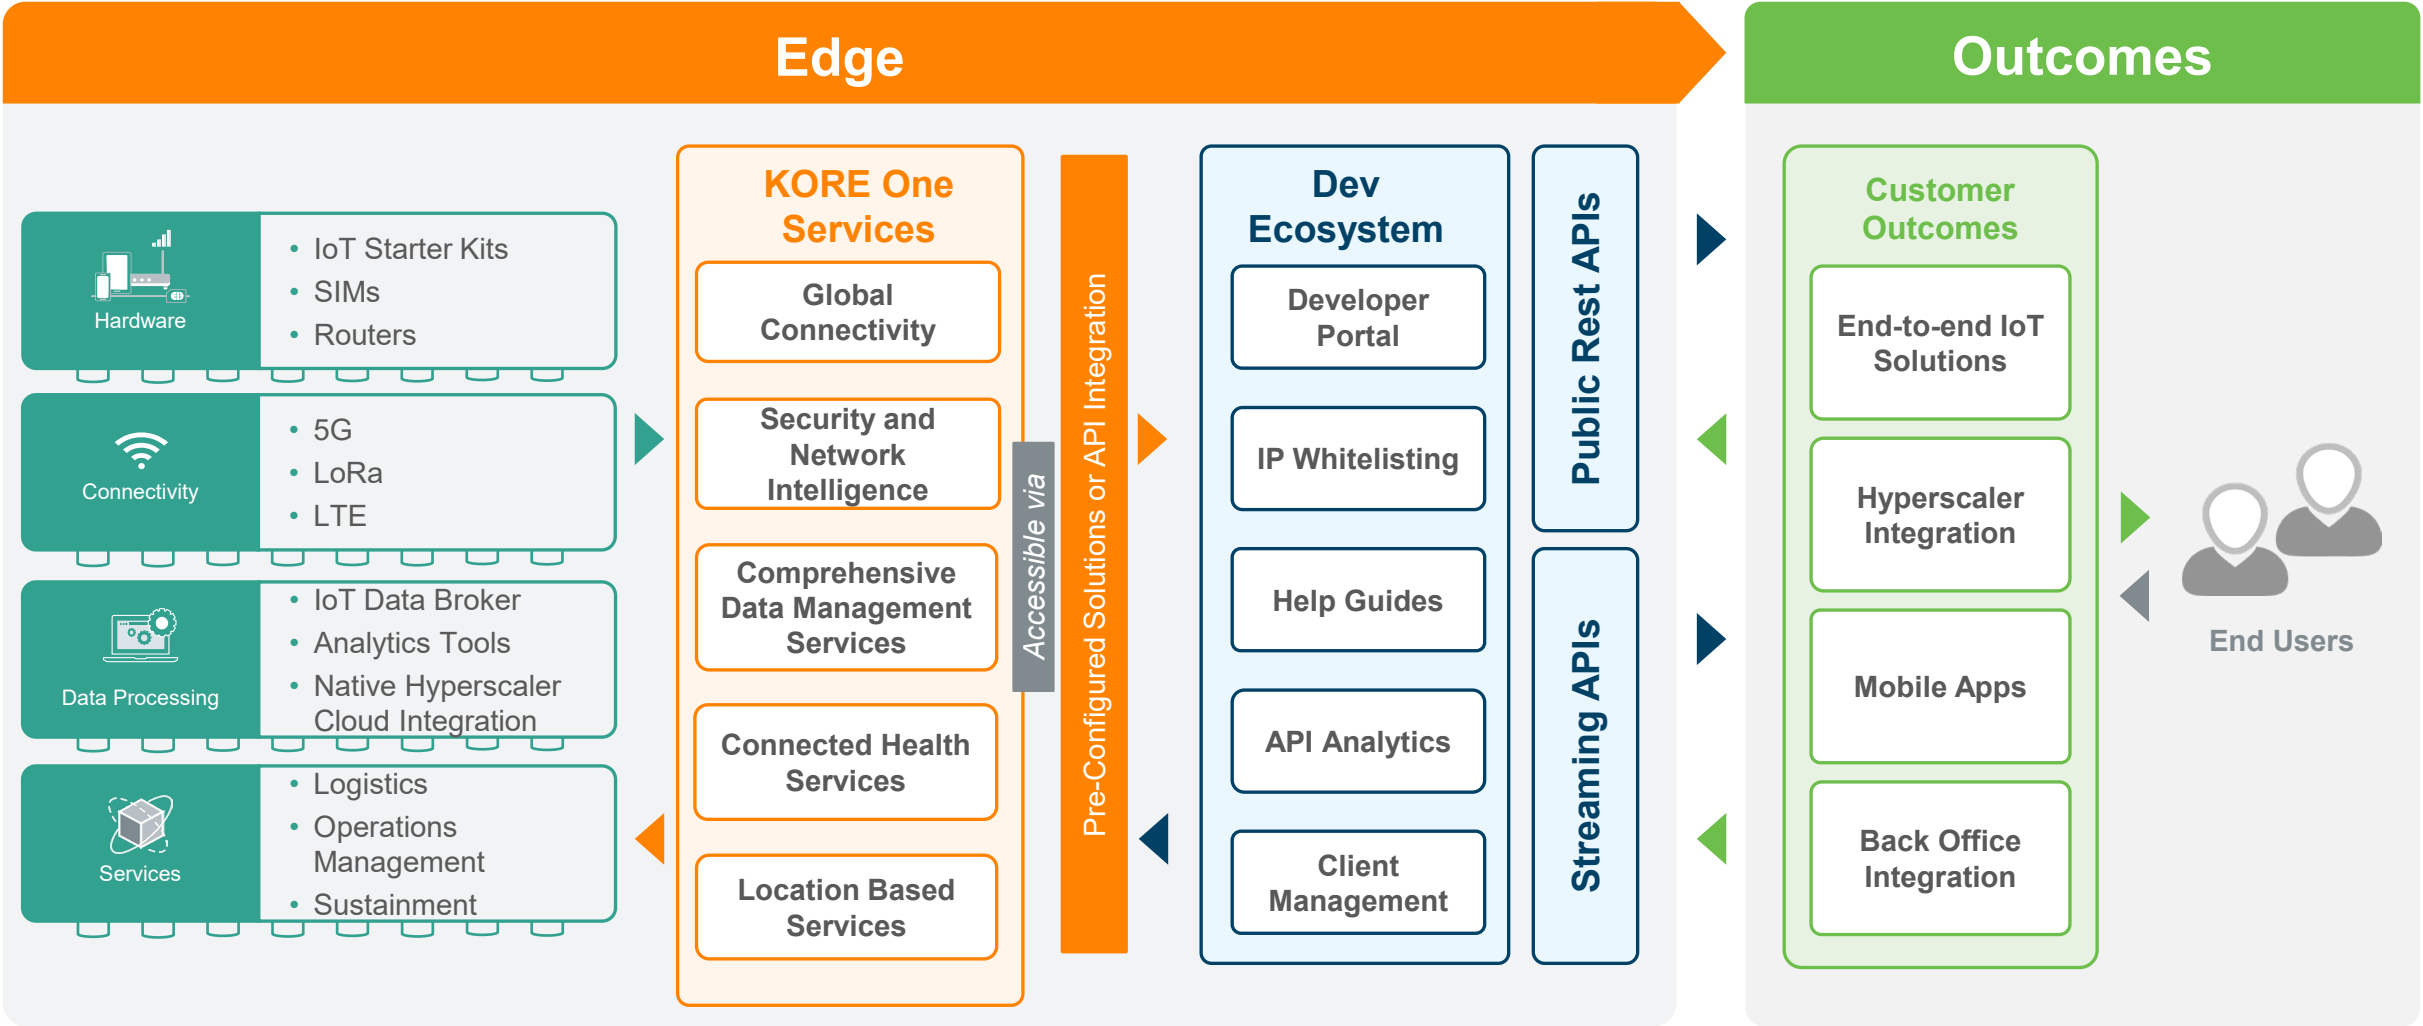 Edge
Outcomes
Hardware
• IoT Starter Kits
• SIMs
• Routers
Connectivity
• 5G
• LoRa
• LTE
Data Processing
• IoT Data Broker
• Analytics Tools
• Native Hyperscaler
Cloud Integration
Services
• Logistics
• Operations
Management
• Sustainment
KORE One
Services
Global
Connectivity
Security and
Network
Intelligence
Comprehensive
Data Management
Services
Connected Health
Services
Location Based
Services
Accessible via
Pre-Configured Solutions or API Integration
Dev
Ecosystem
Developer
Portal
IP Whitelisting
Help Guides
API Analytics
Client
Management
Public Rest APIs
Streaming APIs
Customer
Outcomes
End-to-end IoT
Solutions
Hyperscaler
Integration
Mobile Apps
Back Office
Integration
End Users